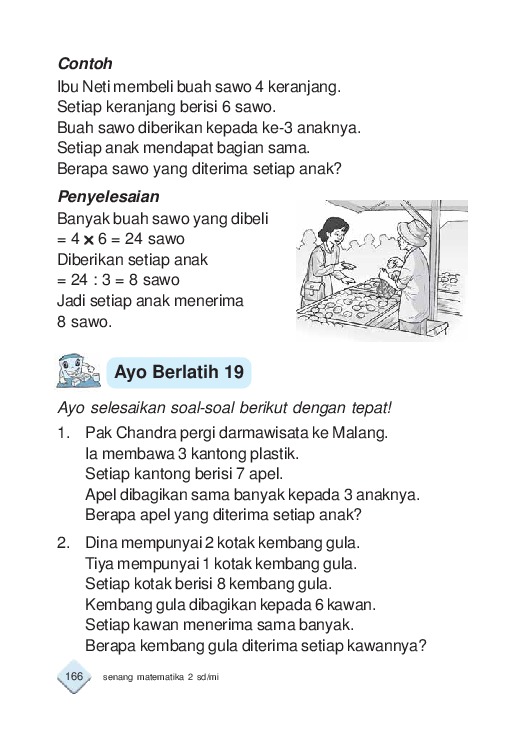 Contoh
Ibu Neti membeli buah sawo 4 keranjang.
Setiap keranjang berisi 6 sawo.
Buah sawo diberikan kepada ke-3 anaknya.
Setiap anak mendapat bagian sama.
Berapa sawo yang diterima setiap anak?
Penyelesaian
Banyak buah sawo yang dibeli
= 4 × 6 = 24 sawo
Diberikan setiap anak
= 24 : 3 = 8 sawo
Jadi setiap anak menerima
8 sawo.
Ayo Berlatih 19
Ayo selesaikan soal-soal berikut dengan tepat!
1. Pak Chandra pergi darmawisata ke Malang.
Ia membawa 3 kantong plastik.
Setiap kantong berisi 7 apel.
Apel dibagikan sama banyak kepada 3 anaknya.
Berapa apel yang diterima setiap anak?
2. Dina mempunyai 2 kotak kembang gula.
Tiya mempunyai 1 kotak kembang gula.
Setiap kotak berisi 8 kembang gula.
Kembang gula dibagikan kepada 6 kawan.
Setiap kawan menerima sama banyak.
Berapa kembang gula diterima setiap kawannya?
166 senang matematika 2 sd/mi